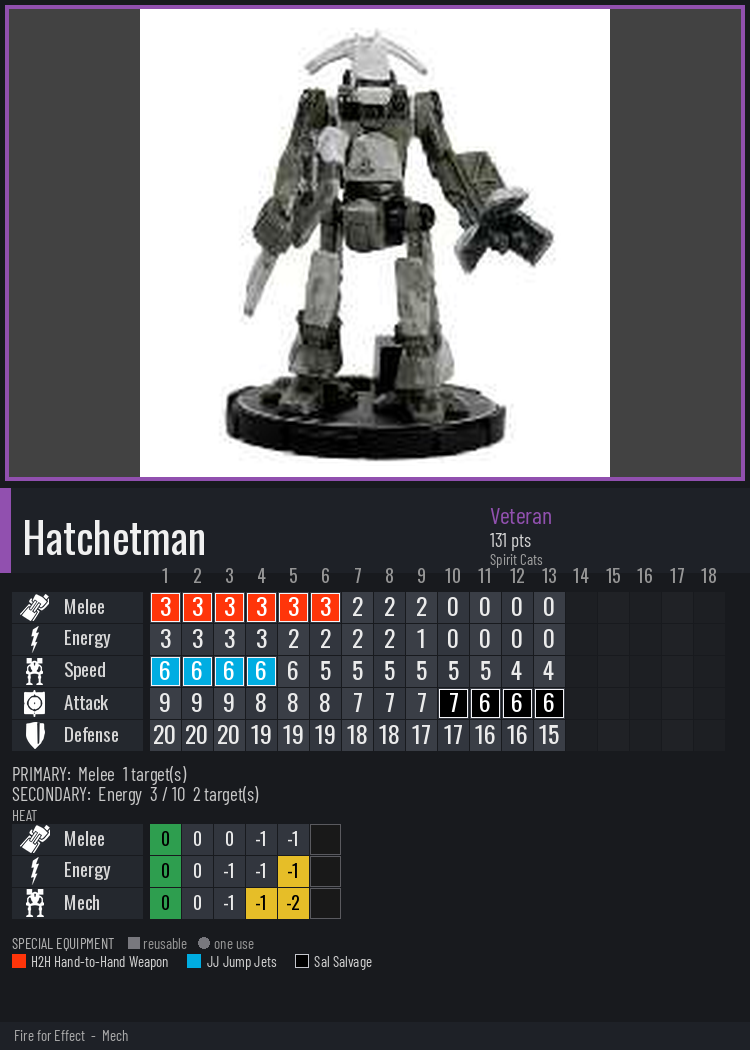 Hatchetman
Veteran
131 pts
Spirit Cats
1 2 3 4 5 6 7 8 9 10 11 12 13 14 15 16 17 18
Melee 3 3 3 3 3 3 2 2 2 0 0 0 0
Energy 3 3 3 3 2 2 2 2 1 0 0 0 0
Speed 6 6 6 6 6 5 5 5 5 5 5 4 4
Attack 9 9 9 8 8 8 7 7 7 7 6 6 6
Defense 20 20 20 19 19 19 18 18 17 17 16 16 15
PRIMARY: Melee 1 target(s)
SECONDARY: Energy 3 / 10 2 target(s)
HEAT
Melee 0 0 0 -1 -1
Energy 0 0 -1 -1 -1
Mech 0 0 -1 -1 -2
SPECIAL EQUIPMENT reusable one use
H2H Hand-to-Hand Weapon JJ Jump Jets Sal Salvage
Fire for Effect - Mech